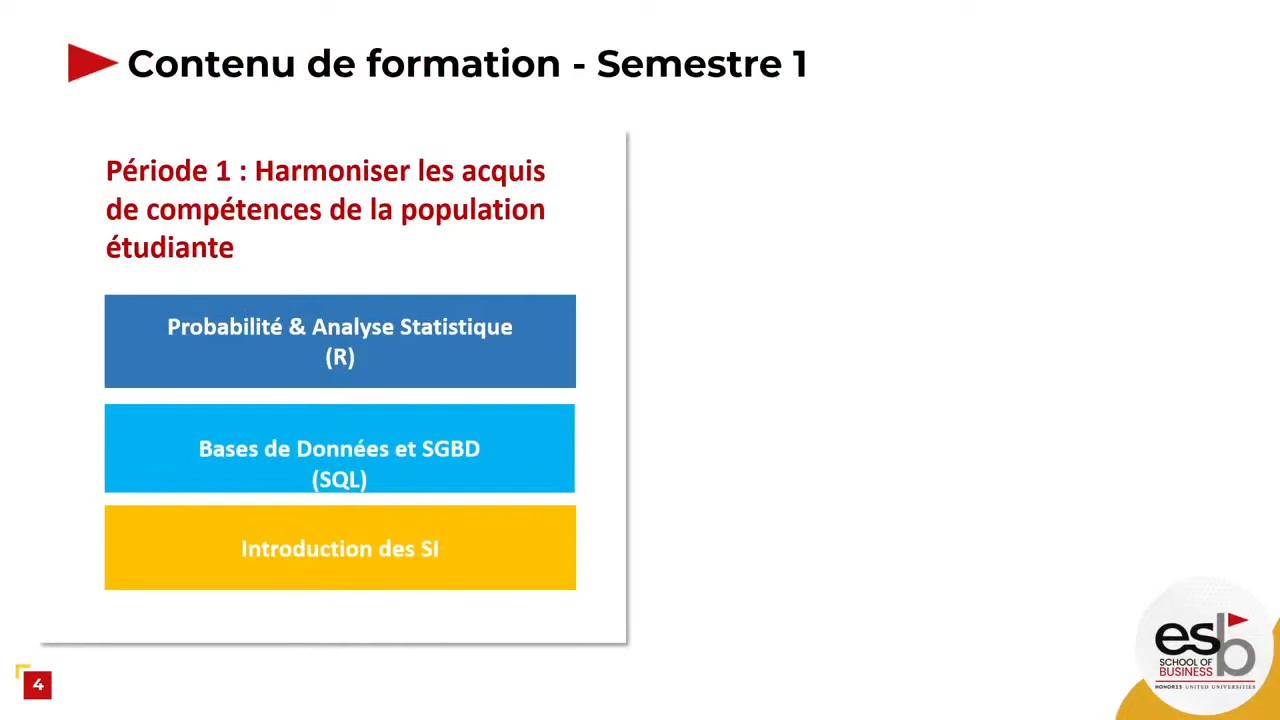 Contenu de formation - Semestre 1
Période 1 : Harmoniser les acquis
de compétences de la population
étudiante
Probabilité & Analyse Statistique
(R)
Bases de Données et SGBD
(SQL)
Introduction des SI
4
esb
SCHOOL OF
BUSINESS
HONORIS UNITED UNIVERSITIES